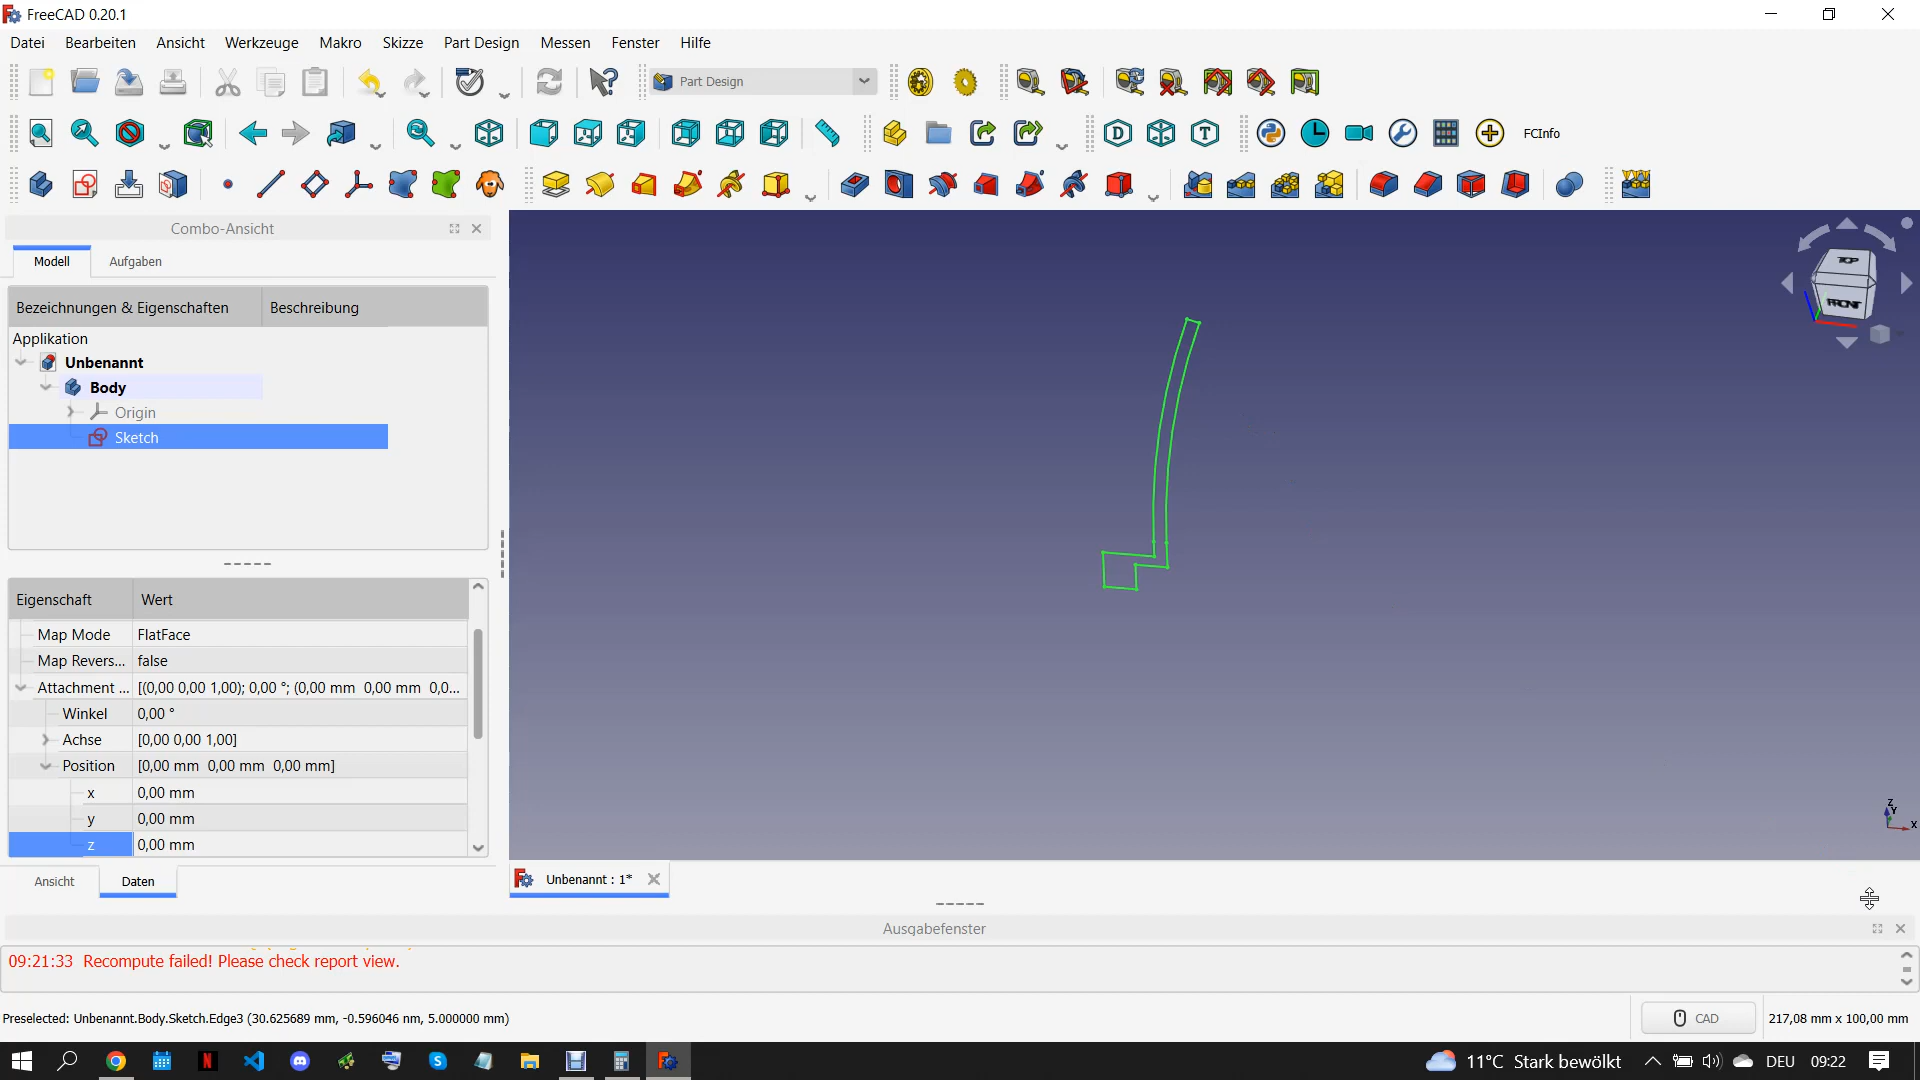 FreeCAD 0.20.1
Datei Bearbeiten Ansicht Werkzeuge Makro Skizze Part Design Messen Fenster Hilfe
Part Design
FCInfo
Combo-Ansicht
Modell Aufgaben
Bezeichnungen & Eigenschaften Beschreibung
Applikation
Unbenannt
Body
Origin
Sketch
Eigenschaft Wert
Map Mode FlatFace
Map Revers... false
Attachment ... [(0,00 0,00 1,00); 0,00 °; (0,00 mm 0,00 mm 0,0...
Winkel 0,00 °
Achse [0,00 0,00 1,00]
Position [0,00 mm 0,00 mm 0,00 mm]
x 0,00 mm
y 0,00 mm
z 0,00 mm
Ansicht Daten
TOP
FRONT
Z
Y
X
Unbenannt : 1*
Ausgabefenster
09:21:33 Recompute failed! Please check report view.
Preselected: Unbenannt.Body.Sketch.Edge3 (30.625689 mm, -0.596046 nm, 5.000000 mm)
CAD
217,08 mm x 100,00 mm
11°C Stark bewölkt
DEU
09:22